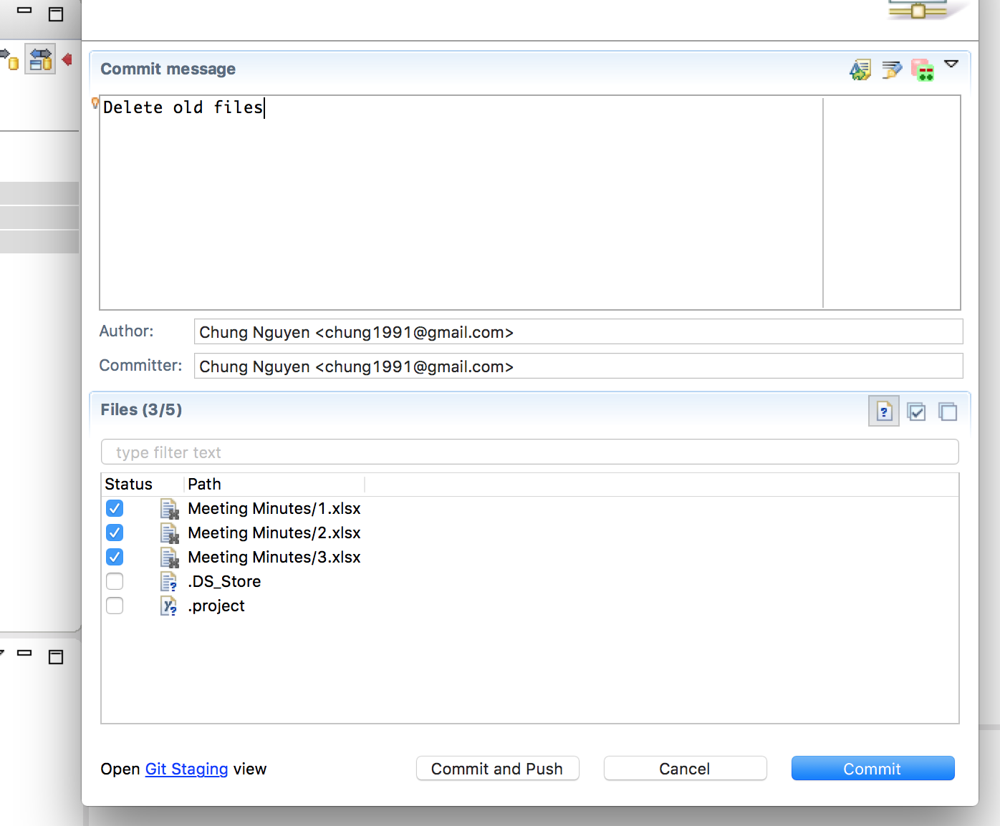 Commit message
Delete old files
Author: Chung Nguyen <chung1991@gmail.com>
Committer: Chung Nguyen <chung1991@gmail.com>
Files (3/5)
type filter text
Status Path
Meeting Minutes/1.xlsx
Meeting Minutes/2.xlsx
Meeting Minutes/3.xlsx
.DS_Store
.project
Open Git Staging view Commit and Push Cancel Commit